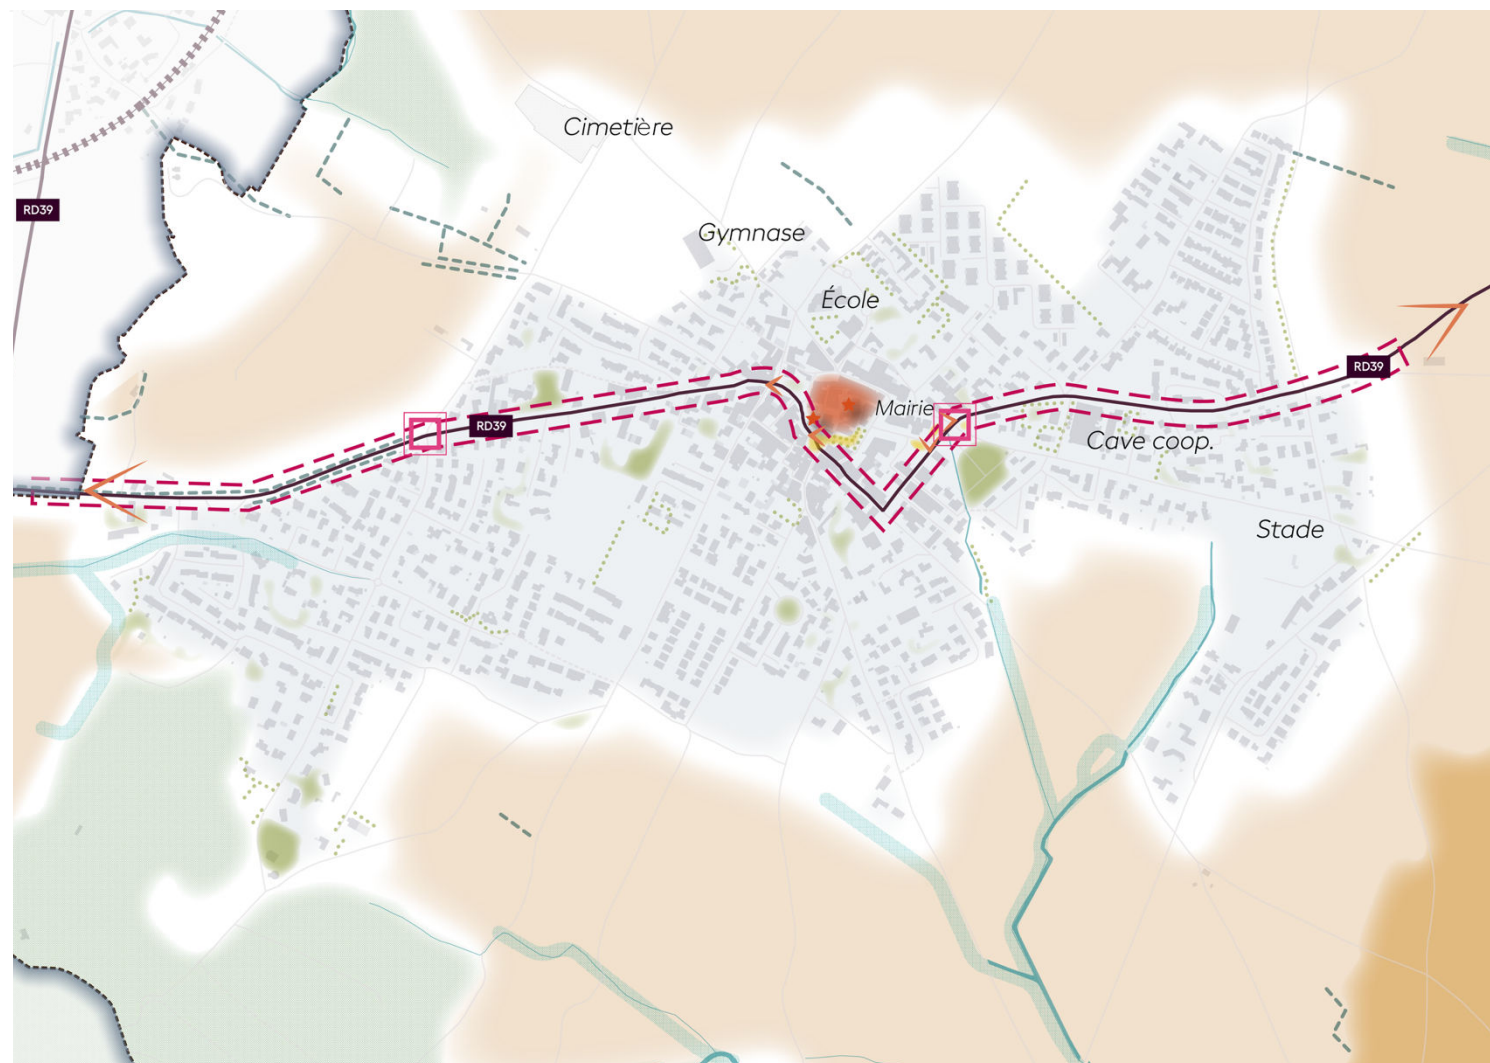 Cimetière
RD39
Gymnase
École
RD39
Mairie
RD39
Cave coop.
Stade